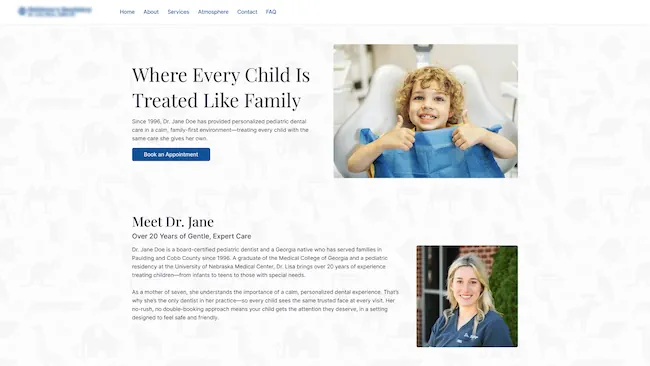 Home About Services Atmosphere Contact FAQ
Where Every Child Is
Treated Like Family
Since 1996, Dr. Jane Doe has provided personalized pediatric dental
care in a calm, family-first environment—treating every child with the
same care she gives her own.
Book an Appointment
Meet Dr. Jane
Over 20 Years of Gentle, Expert Care
Dr. Jane Doe is a board-certified pediatric dentist and a Georgia native who has served families in
Paulding and Cobb County since 1996. A graduate of the Medical College of Georgia and a pediatric
residency at the University of Nebraska Medical Center, Dr. Lisa brings over 20 years of experience
treating children—from infants to teens to those with special needs.
As a mother of seven, she understands the importance of a calm, personalized dental experience. That's
why she's the only dentist in her practice—so every child sees the same trusted face at every visit. Her
no-rush, no double-booking approach means your child gets the attention they deserve, in a setting
designed to feel safe and friendly.